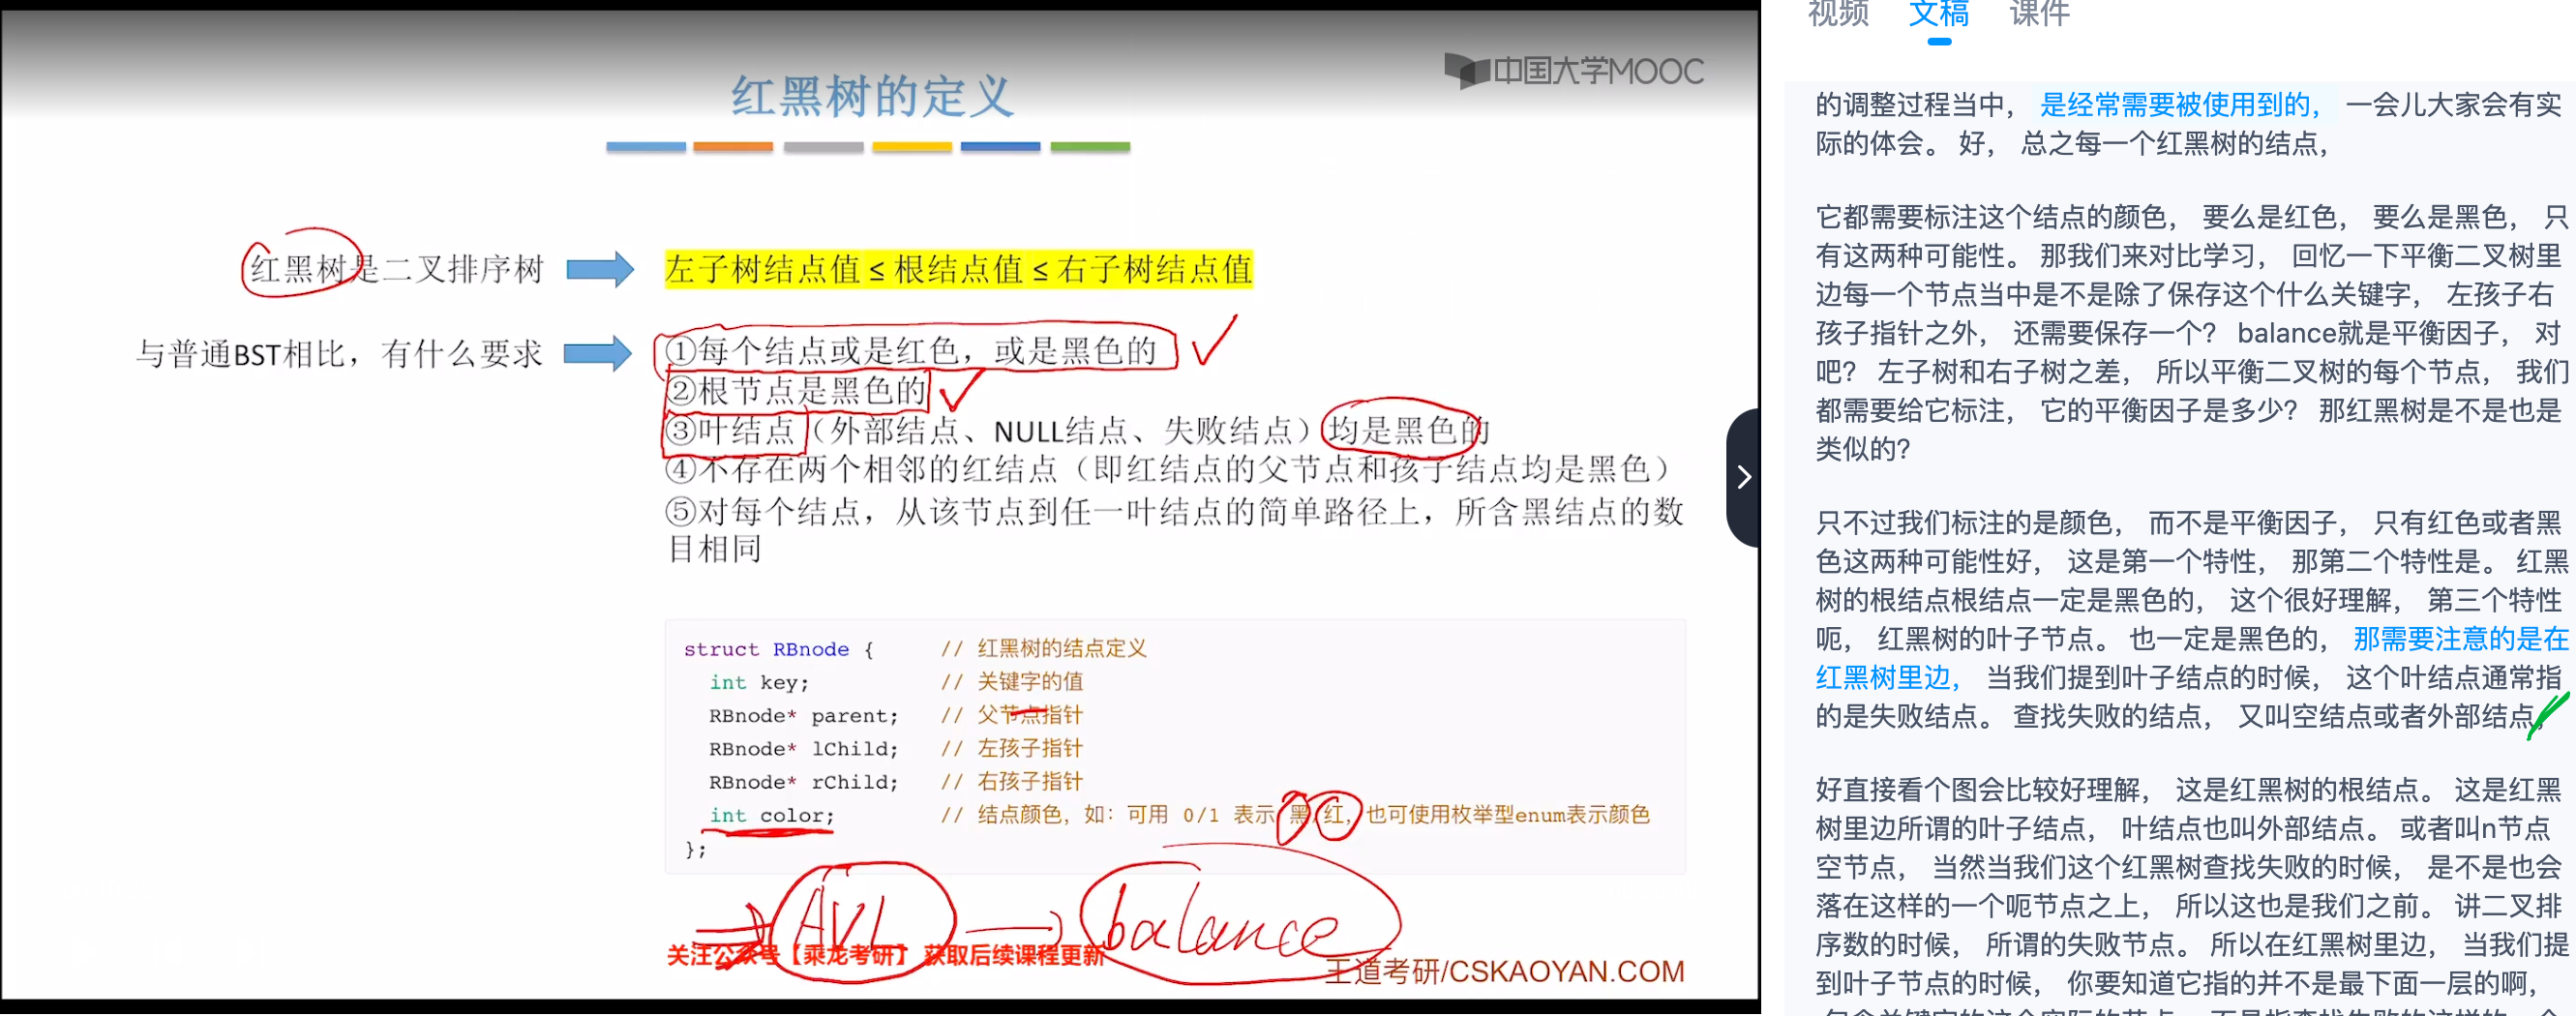 中国大学MOOC
红黑树的定义
红黑树是二叉排序树
左子树结点值 ≤ 根结点值 ≤ 右子树结点值
与普通BST相比，有什么要求
①每个结点或是红色，或是黑色的
②根节点是黑色的
③叶结点（外部结点、NULL结点、失败结点）均是黑色的
④不存在两个相邻的红结点（即红结点的父节点和孩子结点均是黑色）
⑤对每个结点，从该节点到任一叶结点的简单路径上，所含黑结点的数
目相同
struct RBnode { // 红黑树的结点定义
int key; // 关键字的值
RBnode* parent; // 父节点指针
RBnode* lChild; // 左孩子指针
RBnode* rChild; // 右孩子指针
int color; // 结点颜色，如：可用 0/1 表示 黑/红，也可使用枚举型enum表示颜色
};
AVL
balance
关注公众号【乘龙考研】 获取后续课程更新
王道考研/CSKAOYAN.COM
视频 文稿 课件
的调整过程当中， 是经常需要被使用到的， 一会儿大家会有实
际的体会。 好， 总之每一个红黑树的结点，
它都需要标注这个结点的颜色， 要么是红色， 要么是黑色， 只
有这两种可能性。 那我们来对比学习， 回忆一下平衡二叉树里
边每一个节点当中是不是除了保存这个什么关键字， 左孩子右
孩子指针之外， 还需要保存一个？ balance就是平衡因子， 对
吧？ 左子树和右子树之差， 所以平衡二叉树的每个节点， 我们
都需要给它标注， 它的平衡因子是多少？ 那红黑树是不是也是
类似的？
只不过我们标注的是颜色， 而不是平衡因子， 只有红色或者黑
色这两种可能性好， 这是第一个特性， 那第二个特性是。 红黑
树的根结点根结点一定是黑色的， 这个很好理解， 第三个特性
呃， 红黑树的叶子节点。 也一定是黑色的， 那需要注意的是在
红黑树里边， 当我们提到叶子结点的时候， 这个叶结点通常指
的是失败结点。 查找失败的结点， 又叫空结点或者外部结点，
好直接看个图会比较好理解， 这是红黑树的根结点。 这是红黑
树里边所谓的叶子结点， 叶结点也叫外部结点。 或者叫n节点
空节点， 当然当我们这个红黑树查找失败的时候， 是不是也会
落在这样的一个呃节点之上， 所以这也是我们之前。 讲二叉排
序数的时候， 所谓的失败节点。 所以在红黑树里边， 当我们提
到叶子节点的时候， 你要知道它指的并不是最下面一层的啊，